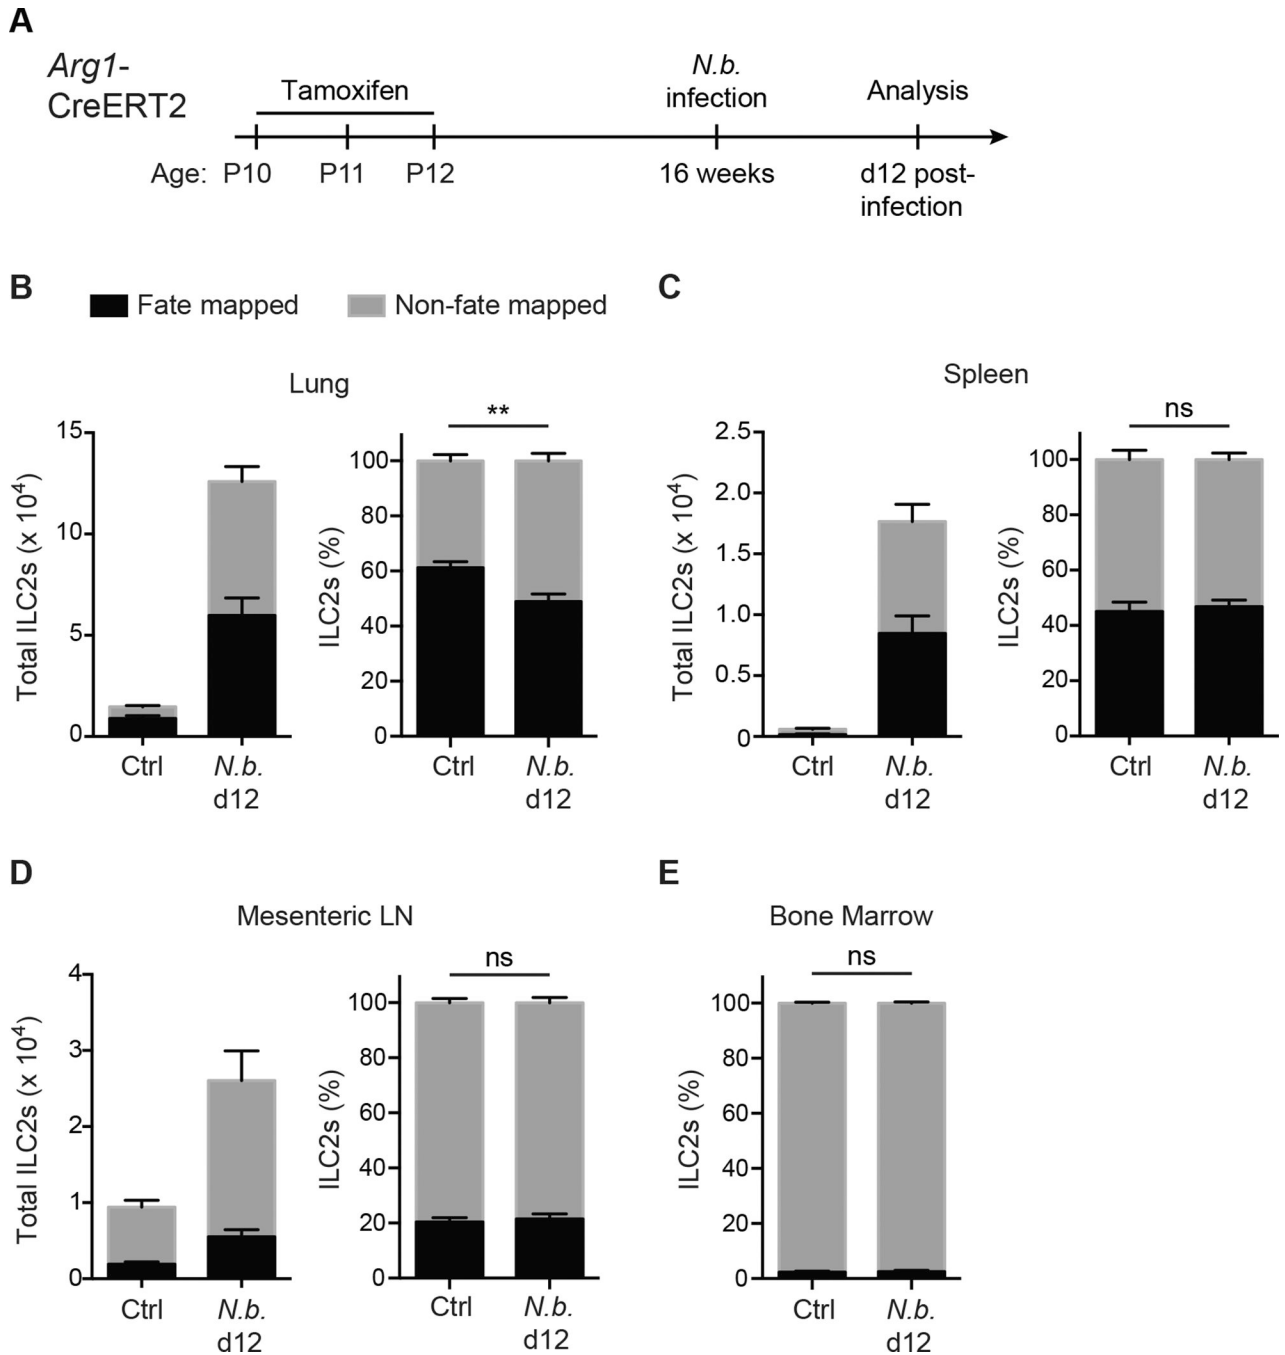 A
Arg1-
CreERT2
Tamoxifen
N.b.
infection
Analysis
Age: P10 P11 P12 16 weeks d12 post-
infection
B
Fate mapped Non-fate mapped
Lung
Total ILC2s (x 10⁴)
15
10
5
0
Ctrl N.b.
d12
**
ILC2s (%)
100
80
60
40
20
0
Ctrl N.b.
d12
C
Spleen
Total ILC2s (x 10⁴)
2.5
2.0
1.5
1.0
0.5
0
Ctrl N.b.
d12
ns
ILC2s (%)
100
80
60
40
20
0
Ctrl N.b.
d12
D
Mesenteric LN
Total ILC2s (x 10⁴)
4
3
2
1
0
Ctrl N.b.
d12
ns
ILC2s (%)
100
80
60
40
20
0
Ctrl N.b.
d12
E
Bone Marrow
ns
ILC2s (%)
100
80
60
40
20
0
Ctrl N.b.
d12